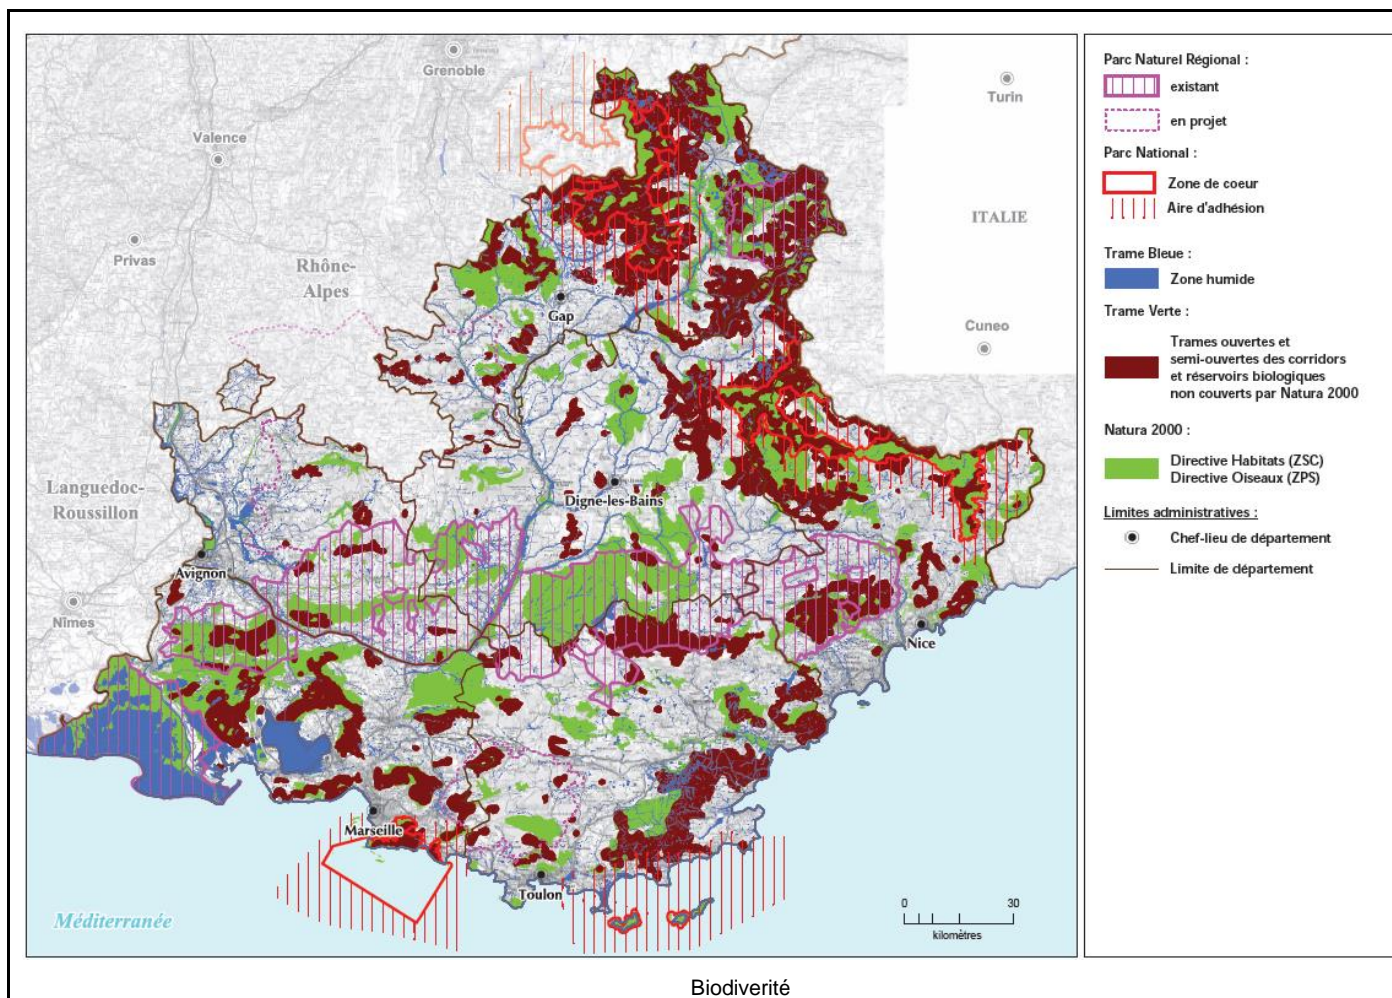 Grenoble
Turin
Valence
ITALIE
Privas
Rhône-
Alpes
Gap
Cuneo
Languedoc-
Roussillon
Digne-les-Bains
Avignon
Nîmes
Nice
Marseille
Toulon
Méditerranée
0 30
kilomètres
Parc Naturel Régional :
existant
en projet
Parc National :
Zone de coeur
Aire d'adhésion
Trame Bleue :
Zone humide
Trame Verte :
Trames ouvertes et
semi-ouvertes des corridors
et réservoirs biologiques
non couverts par Natura 2000
Natura 2000 :
Directive Habitats (ZSC)
Directive Oiseaux (ZPS)
Limites administratives :
Chef-lieu de département
Limite de département
Biodiverité